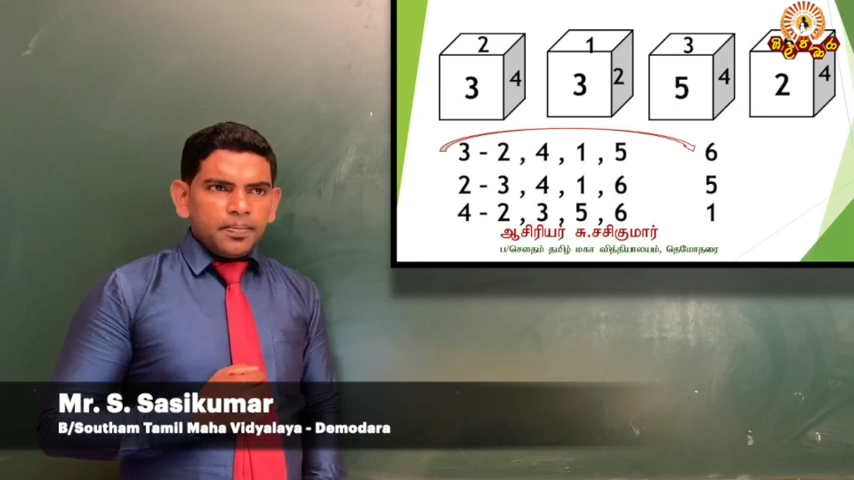 2 1 3
3 4 3 2 5 4 2 4
3 – 2 , 4 , 1 , 5 6
2 – 3 , 4 , 1 , 6 5
4 – 2 , 3 , 5 , 6 1
ஆசிரியர் சு.சசிகுமார்
ப/சௌதம் தமிழ் மகா வித்தியாலயம், தெமோதரை
Mr. S. Sasikumar
B/Southam Tamil Maha Vidyalaya - Demodara